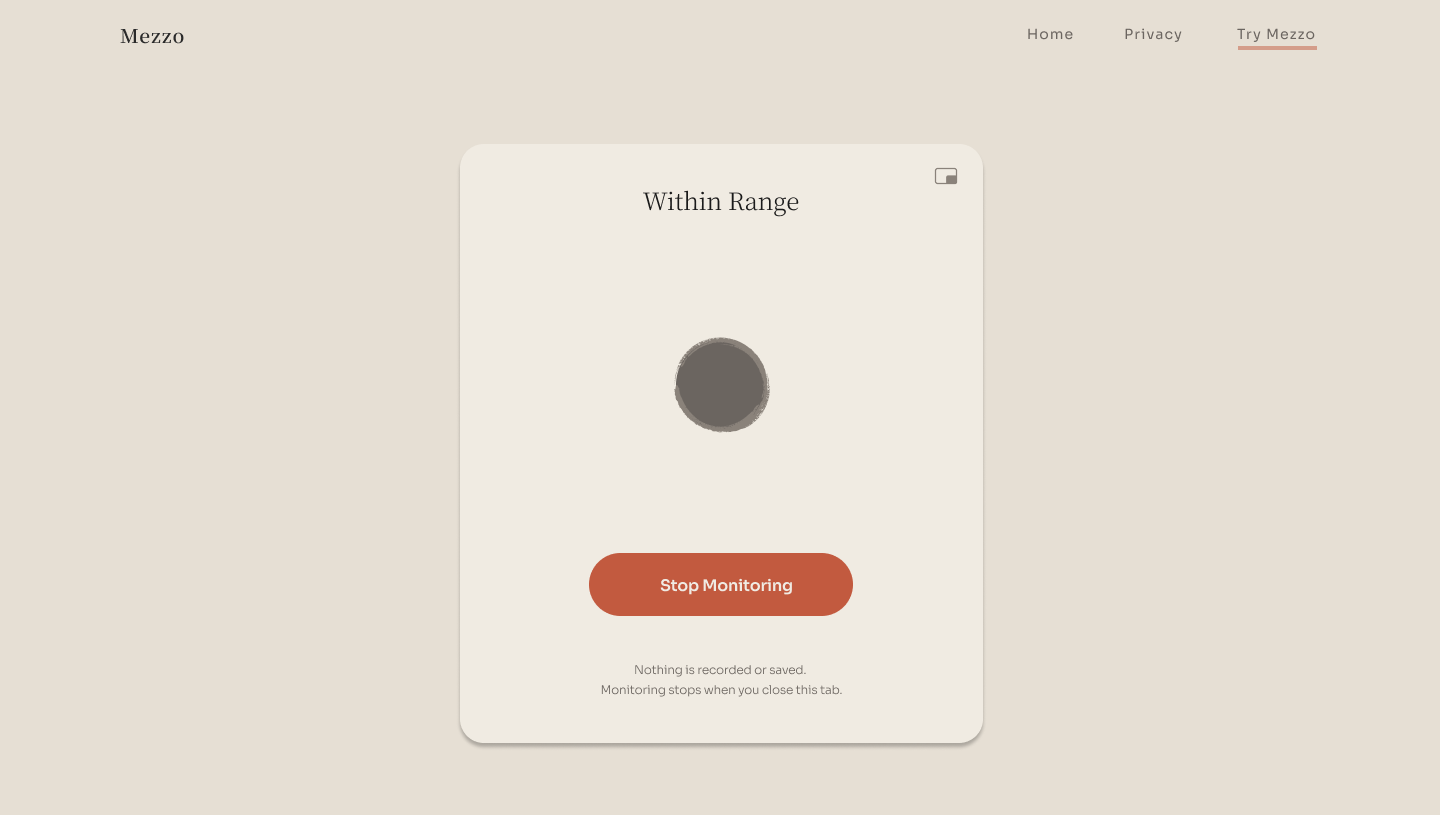 Mezzo
Home
Privacy
Try Mezzo
Within Range
Stop Monitoring
Nothing is recorded or saved.
Monitoring stops when you close this tab.